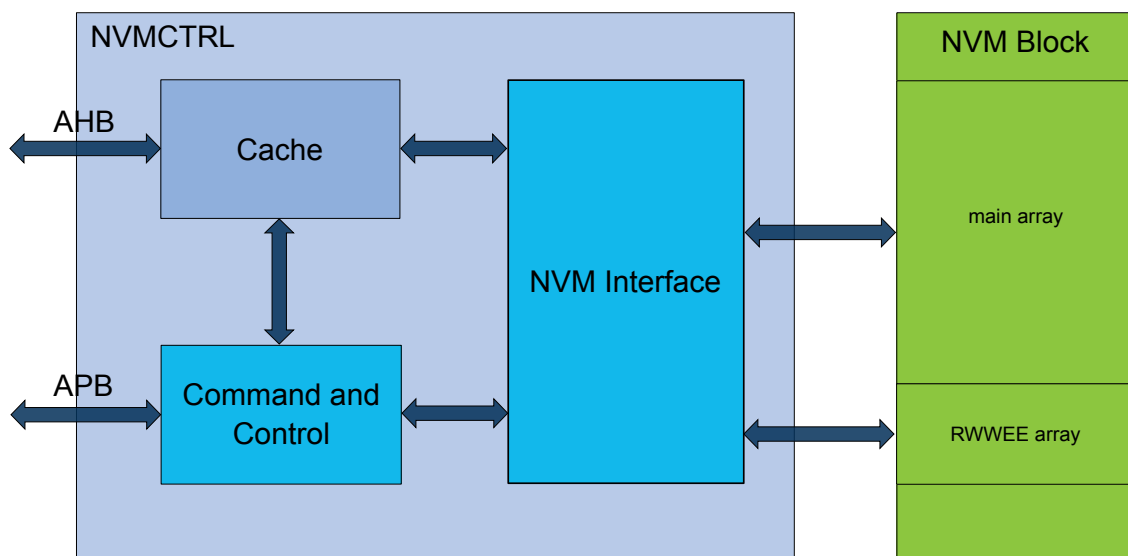 NVMCTRL
NVM Block
AHB
Cache
main array
NVM Interface
APB
Command and
Control
RWWEE array